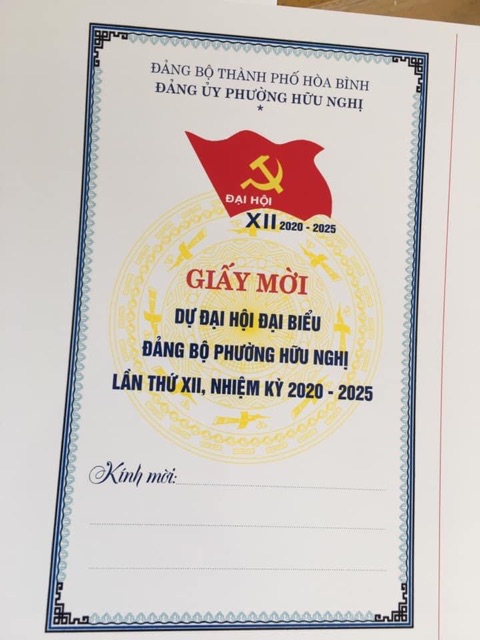 ĐẢNG BỘ THÀNH PHỐ HÒA BÌNH
ĐẢNG ỦY PHƯỜNG HỮU NGHỊ
*
ĐẠI HỘI
XII 2020 - 2025
GIẤY MỜI
DỰ ĐẠI HỘI ĐẠI BIỂU
ĐẢNG BỘ PHƯỜNG HỮU NGHỊ
LẦN THỨ XII, NHIỆM KỲ 2020 - 2025
Kính mời: